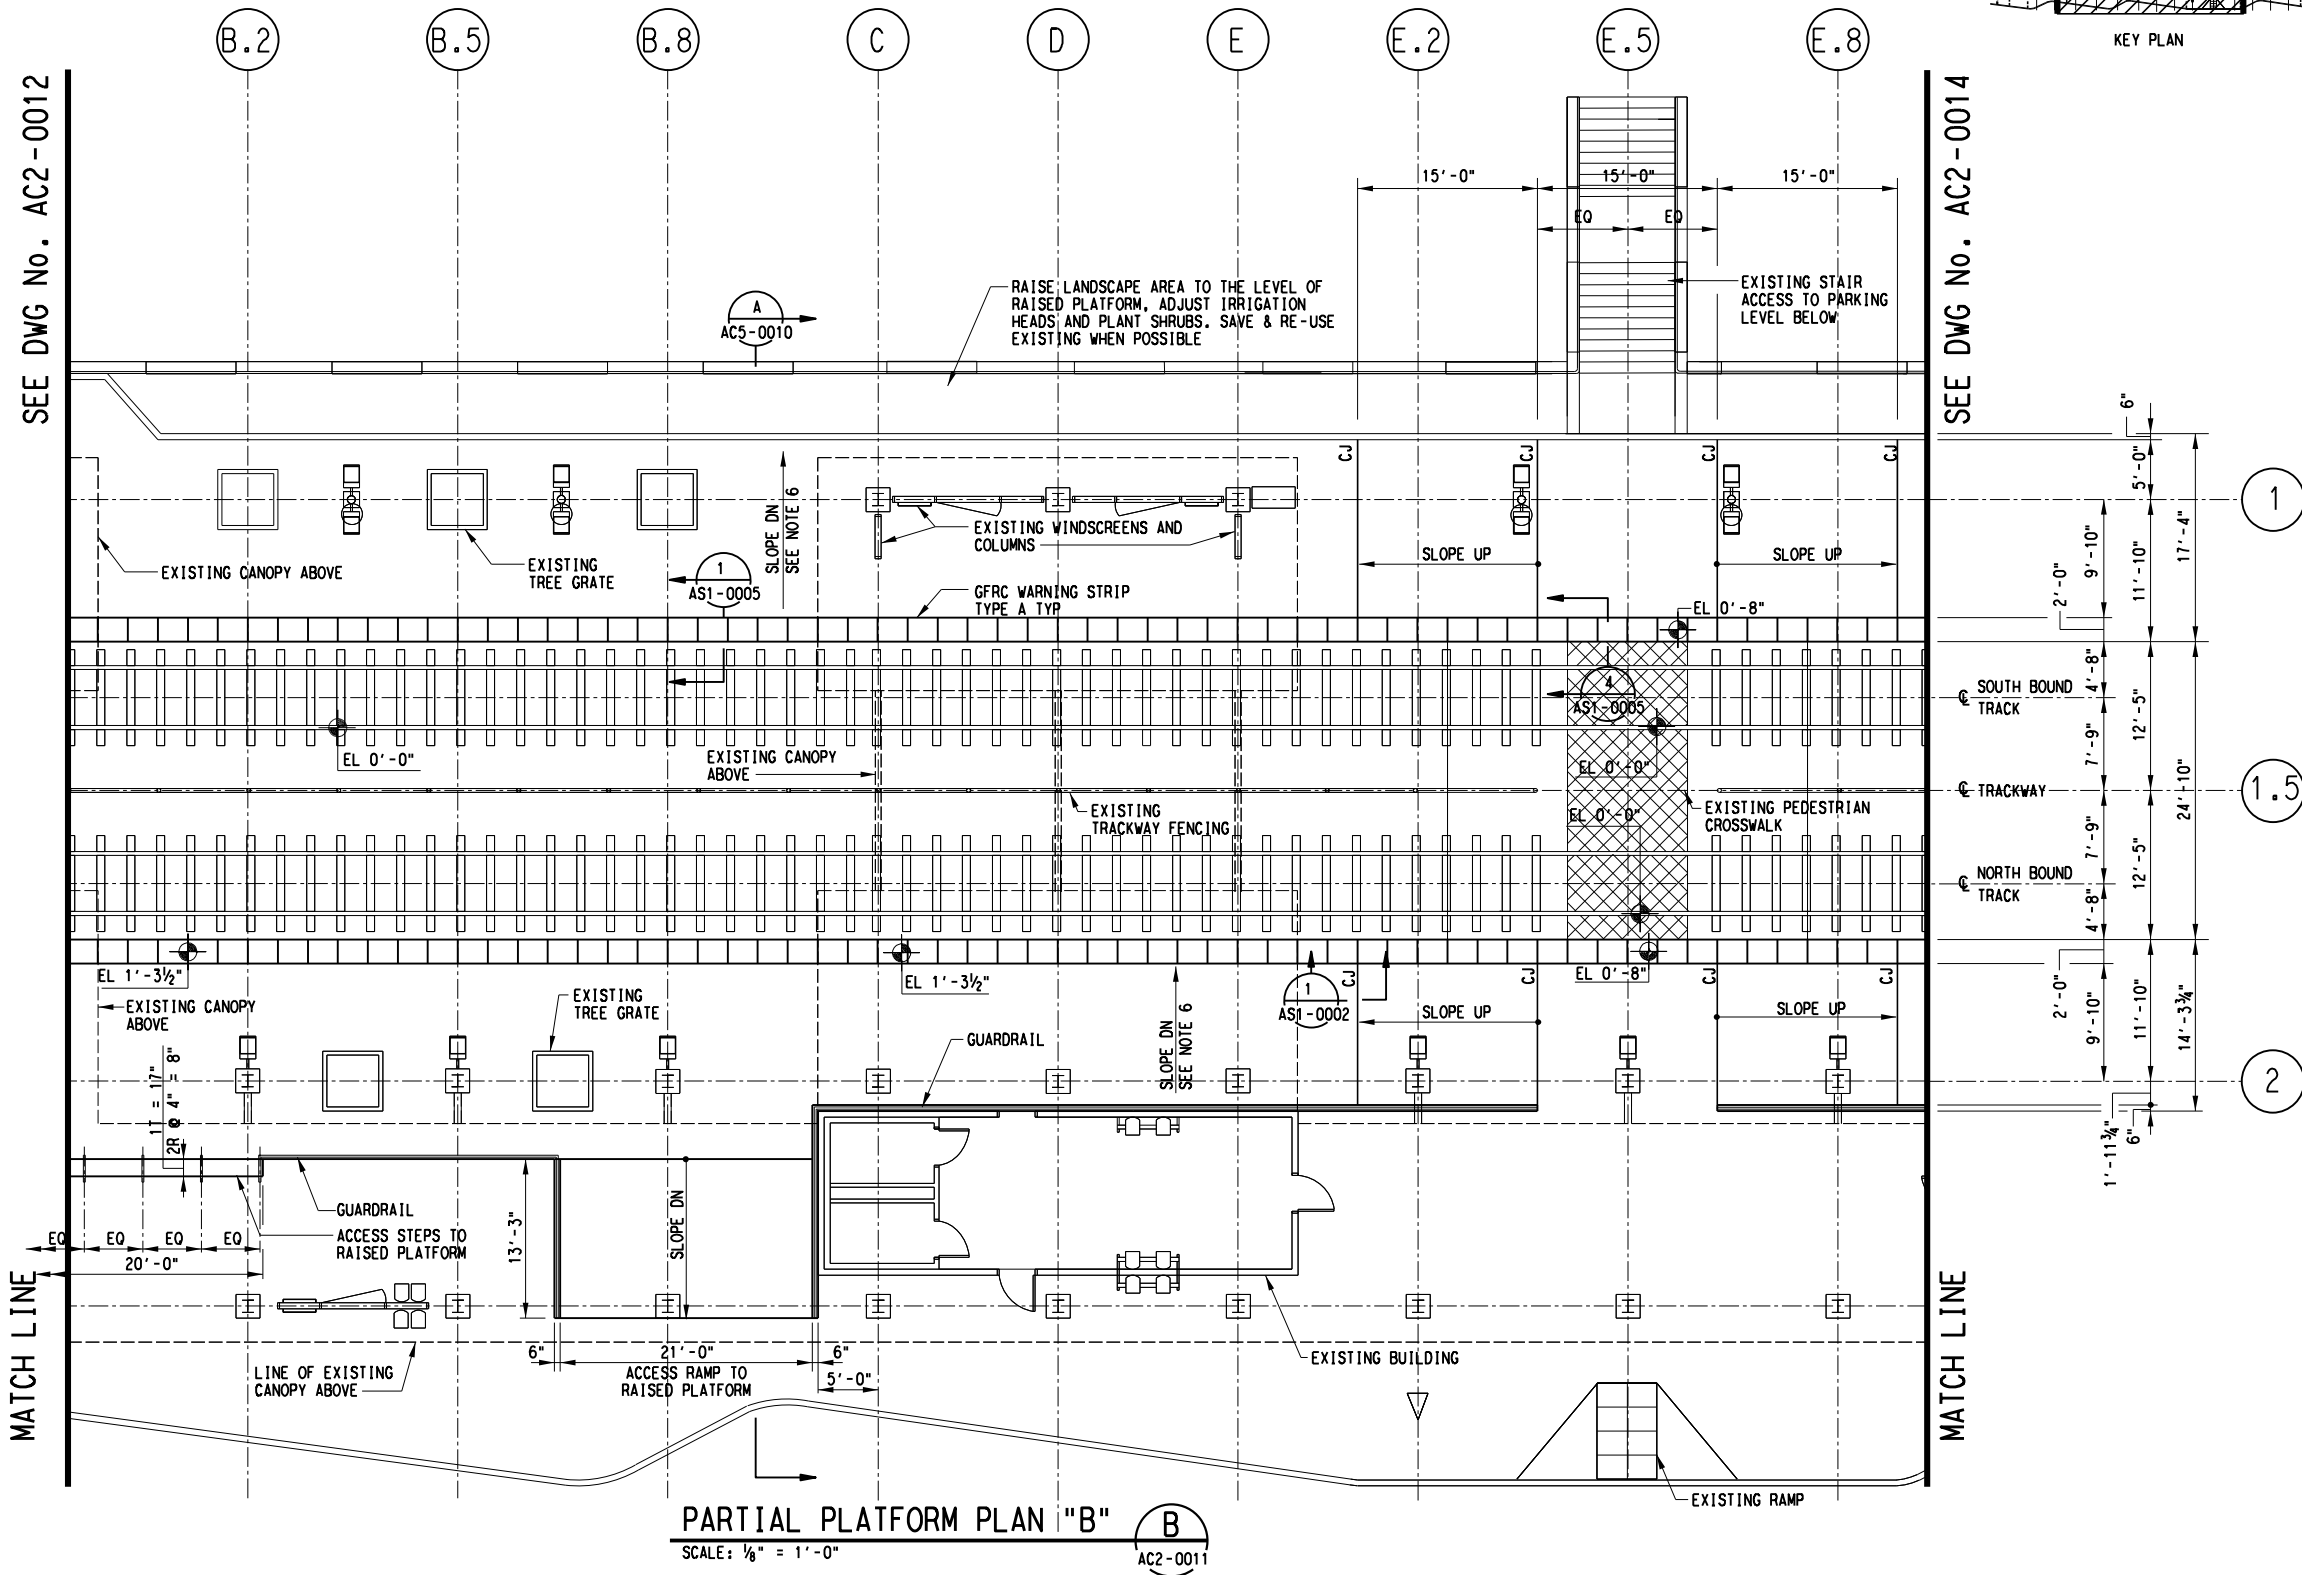 B.2
B.5
B.8
C
D
E
E.2
E.5
E.8
KEY PLAN
SEE DWG No. AC2-0012
SEE DWG No. AC2-0014
15'-0"
15'-0"
15'-0"
EQ
EQ
EXISTING STAIR
ACCESS TO PARKING
LEVEL BELOW
RAISE LANDSCAPE AREA TO THE LEVEL OF
RAISED PLATFORM, ADJUST IRRIGATION
HEADS AND PLANT SHRUBS. SAVE & RE-USE
EXISTING WHEN POSSIBLE
A
AC5-0010
CJ
CJ
CJ
CJ
6"
5'-0"
1
EXISTING CANOPY ABOVE
EXISTING
TREE GRATE
SLOPE DN
SEE NOTE 6
EXISTING WINDSCREENS AND
COLUMNS
SLOPE UP
SLOPE UP
1
AS1-0005
GFRC WARNING STRIP
TYPE A TYP
EL 0'-8"
2'-0"
9'-10"
11'-10"
17'-4"
4
AS1-0005
SOUTH BOUND
TRACK
4'-8"
7'-9"
12'-5"
24'-10"
EL 0'-0"
EXISTING CANOPY
ABOVE
EL 0'-0"
EXISTING
TRACKWAY FENCING
EL 0'-0"
EXISTING PEDESTRIAN
CROSSWALK
℄ TRACKWAY
1.5
7'-9"
12'-5"
4'-8"
℄ NORTH BOUND
TRACK
EL 1'-3½"
EL 1'-3½"
EL 0'-8"
CJ
CJ
CJ
CJ
EXISTING CANOPY
ABOVE
EXISTING
TREE GRATE
1
AS1-0002
SLOPE UP
SLOPE UP
GUARDRAIL
SLOPE DN
SEE NOTE 6
2'-0"
9'-10"
11'-10"
14'-3¾"
2
1T = 17"
2R @ 4" = 8"
1'-11¾"
6"
GUARDRAIL
ACCESS STEPS TO
RAISED PLATFORM
EQ
EQ
EQ
EQ
20'-0"
13'-3"
SLOPE DN
MATCH LINE
MATCH LINE
LINE OF EXISTING
CANOPY ABOVE
6"
21'-0"
6"
ACCESS RAMP TO
RAISED PLATFORM
5'-0"
EXISTING BUILDING
EXISTING RAMP
PARTIAL PLATFORM PLAN "B"
SCALE: ⅛" = 1'-0"
B
AC2-0011